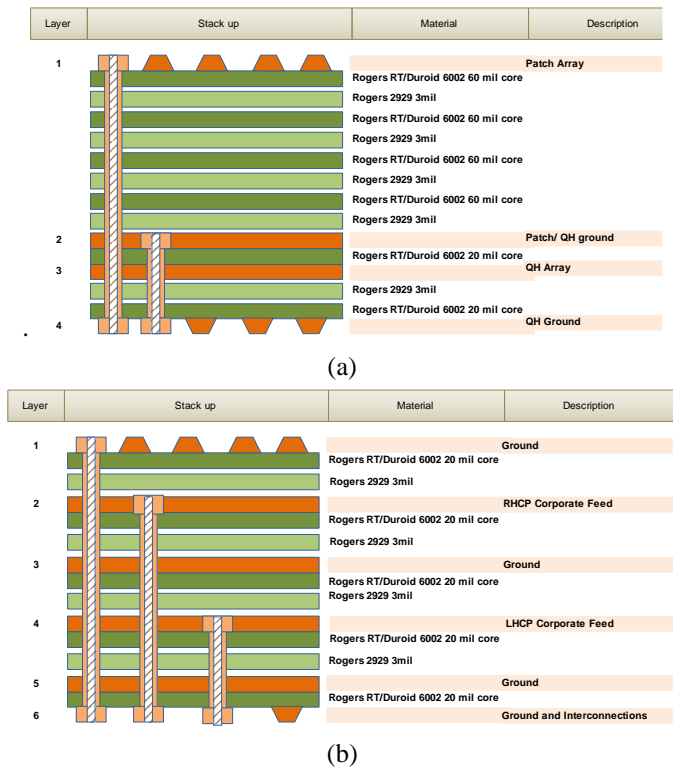 Layer Stack up Material Description
1 Patch Array
Rogers RT/Duroid 6002 60 mil core
Rogers 2929 3mil
Rogers RT/Duroid 6002 60 mil core
Rogers 2929 3mil
Rogers RT/Duroid 6002 60 mil core
Rogers 2929 3mil
Rogers RT/Duroid 6002 60 mil core
Rogers 2929 3mil
2 Patch/ QH ground
Rogers RT/Duroid 6002 20 mil core
3 QH Array
Rogers 2929 3mil
Rogers RT/Duroid 6002 20 mil core
4 QH Ground
.
(a)
Layer Stack up Material Description
1 Ground
Rogers RT/Duroid 6002 20 mil core
Rogers 2929 3mil
2 RHCP Corporate Feed
Rogers RT/Duroid 6002 20 mil core
Rogers 2929 3mil
3 Ground
Rogers RT/Duroid 6002 20 mil core
Rogers 2929 3mil
4 LHCP Corporate Feed
Rogers RT/Duroid 6002 20 mil core
Rogers 2929 3mil
5 Ground
Rogers RT/Duroid 6002 20 mil core
6 Ground and Interconnections
(b)